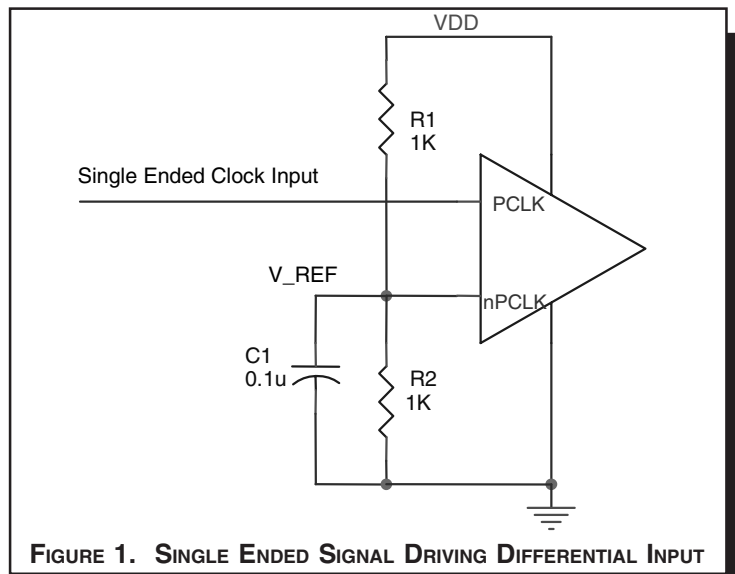 VDD
R1
1K
Single Ended Clock Input
PCLK
V_REF
nPCLK
C1
0.1u
R2
1K
FIGURE 1. SINGLE ENDED SIGNAL DRIVING DIFFERENTIAL INPUT